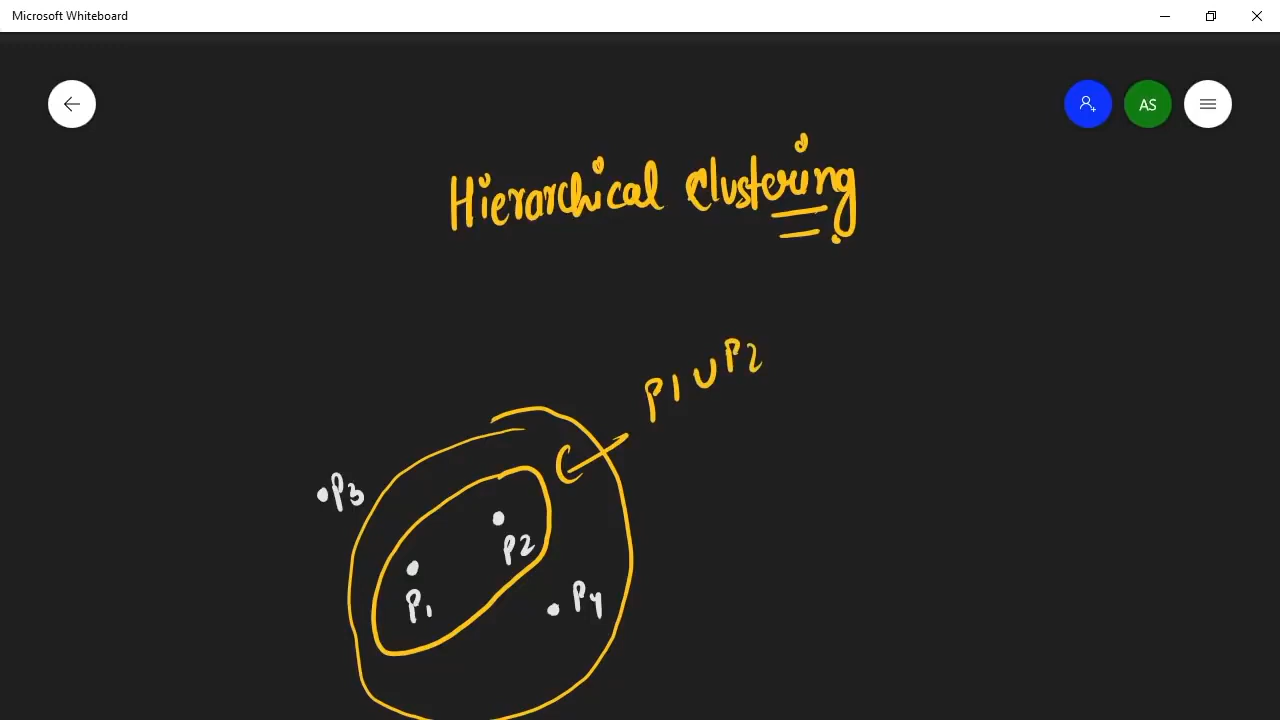 Microsoft Whiteboard
AS
Hierarchical Clustering
P1 ∪ P2
P3
P2
P1
P4